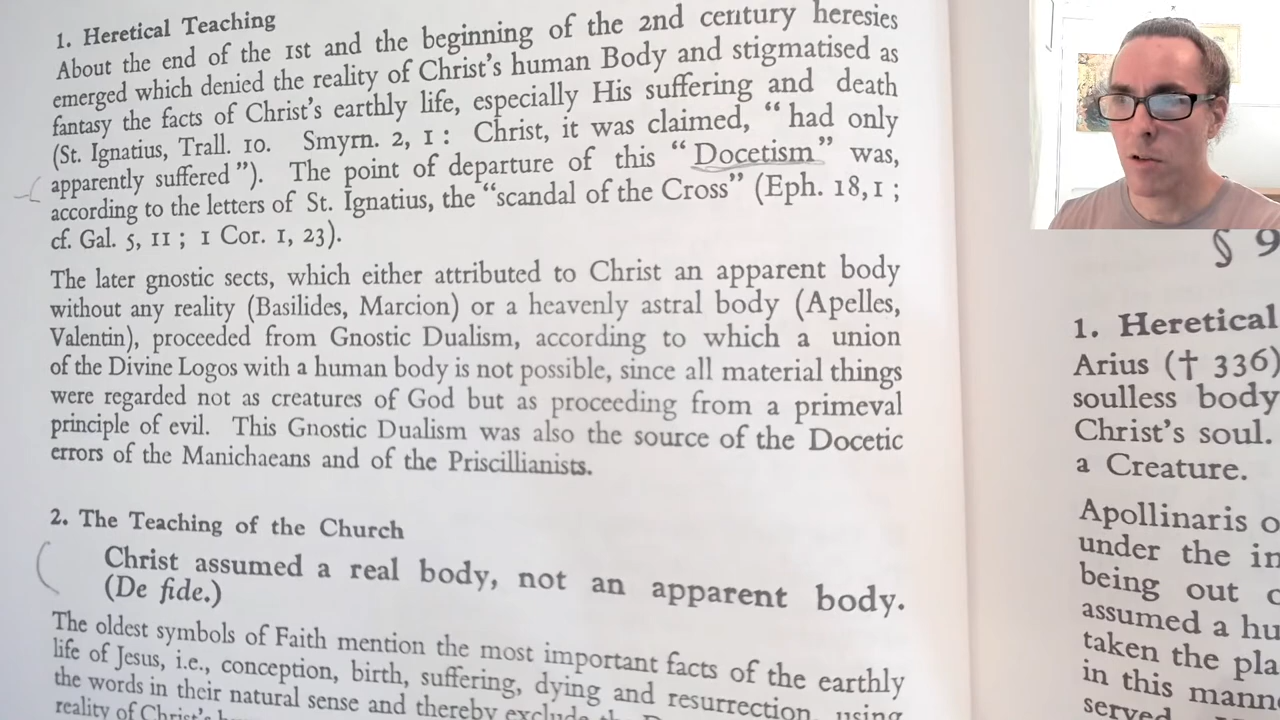 1. Heretical Teaching
About the end of the 1st and the beginning of the 2nd century heresies
emerged which denied the reality of Christ's human Body and stigmatised as
fantasy the facts of Christ's earthly life, especially His suffering and death
(St. Ignatius, Trall. 10. Smyrn. 2, 1 : Christ, it was claimed, “had only
apparently suffered”). The point of departure of this “Docetism” was,
according to the letters of St. Ignatius, the “scandal of the Cross” (Eph. 18, 1 ;
cf. Gal. 5, 11 ; 1 Cor. 1, 23).
The later gnostic sects, which either attributed to Christ an apparent body
without any reality (Basilides, Marcion) or a heavenly astral body (Apelles,
Valentin), proceeded from Gnostic Dualism, according to which a union
of the Divine Logos with a human body is not possible, since all material things
were regarded not as creatures of God but as proceeding from a primeval
principle of evil. This Gnostic Dualism was also the source of the Docetic
errors of the Manichaeans and of the Priscillianists.
2. The Teaching of the Church
Christ assumed a real body, not an apparent body.
(De fide.)
The oldest symbols of Faith mention the most important facts of the earthly
life of Jesus, i.e., conception, birth, suffering, dying and resurrection, using
the words in their natural sense and thereby exclude
reality of Christ's
§ 9
1. Heretical
Arius († 336)
soulless body
Christ's soul.
a Creature.
Apollinaris o
under the in
being out o
assumed a hu
taken the pla
in this mann
served